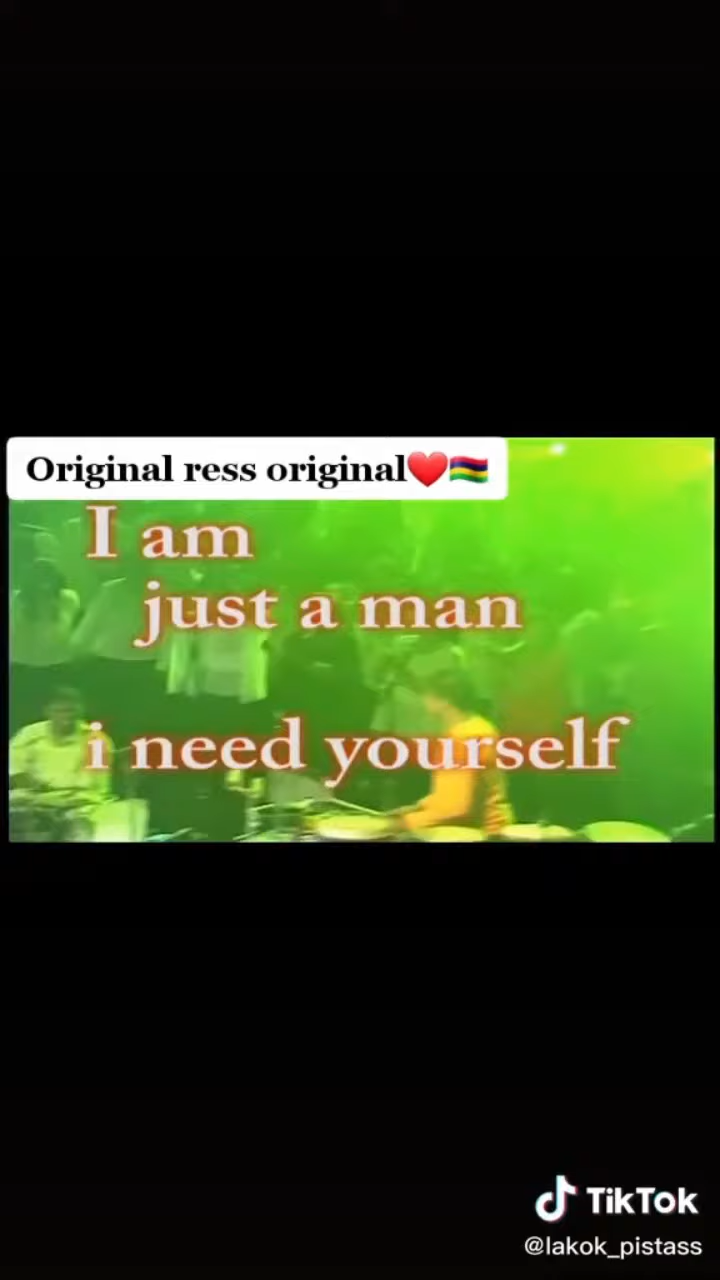 Original ress original❤️🇲🇺
I am
just a man
i need yourself
TikTok
@lakok_pistass